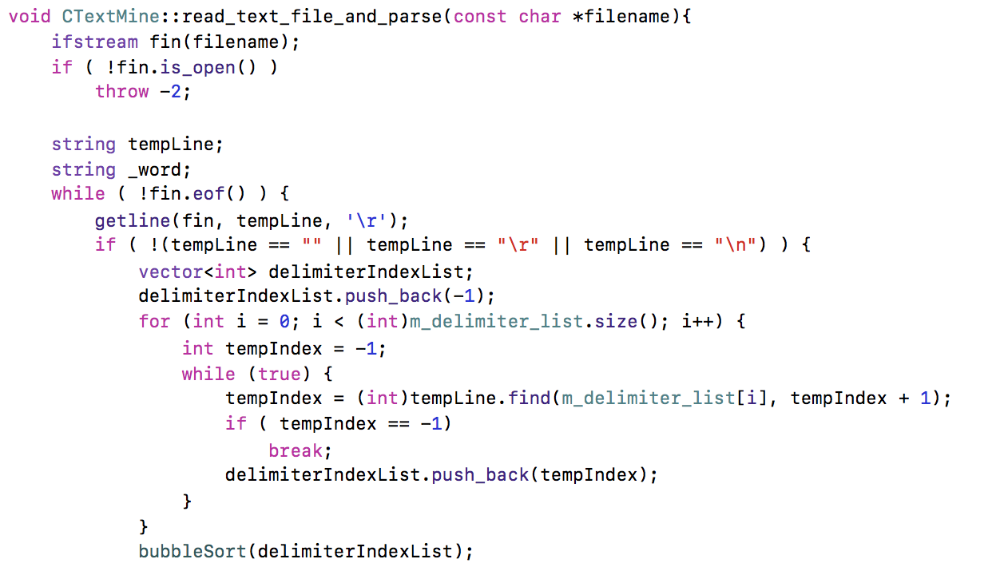 void CTextMine::read_text_file_and_parse(const char *filename){
    ifstream fin(filename);
    if ( !fin.is_open() )
        throw -2;

    string tempLine;
    string _word;
    while ( !fin.eof() ) {
        getline(fin, tempLine, '\r');
        if ( !(tempLine == "" || tempLine == "\r" || tempLine == "\n") ) {
            vector<int> delimiterIndexList;
            delimiterIndexList.push_back(-1);
            for (int i = 0; i < (int)m_delimiter_list.size(); i++) {
                int tempIndex = -1;
                while (true) {
                    tempIndex = (int)tempLine.find(m_delimiter_list[i], tempIndex + 1);
                    if ( tempIndex == -1)
                        break;
                    delimiterIndexList.push_back(tempIndex);
                }
            }
            bubbleSort(delimiterIndexList);